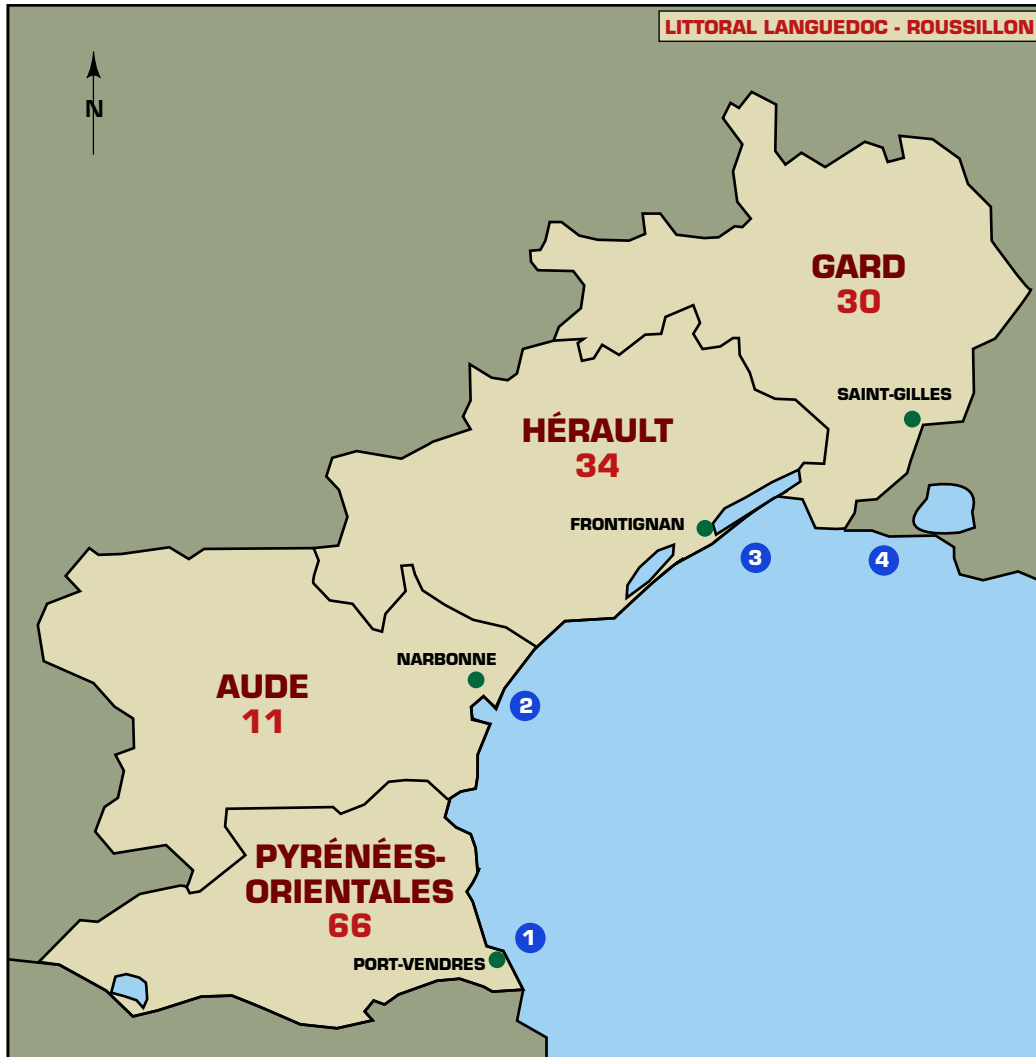 LITTORAL LANGUEDOC - ROUSSILLON
N
GARD
30
SAINT-GILLES
HÉRAULT
34
FRONTIGNAN
3
4
NARBONNE
AUDE
11
2
PYRÉNÉES-
ORIENTALES
66
1
PORT-VENDRES